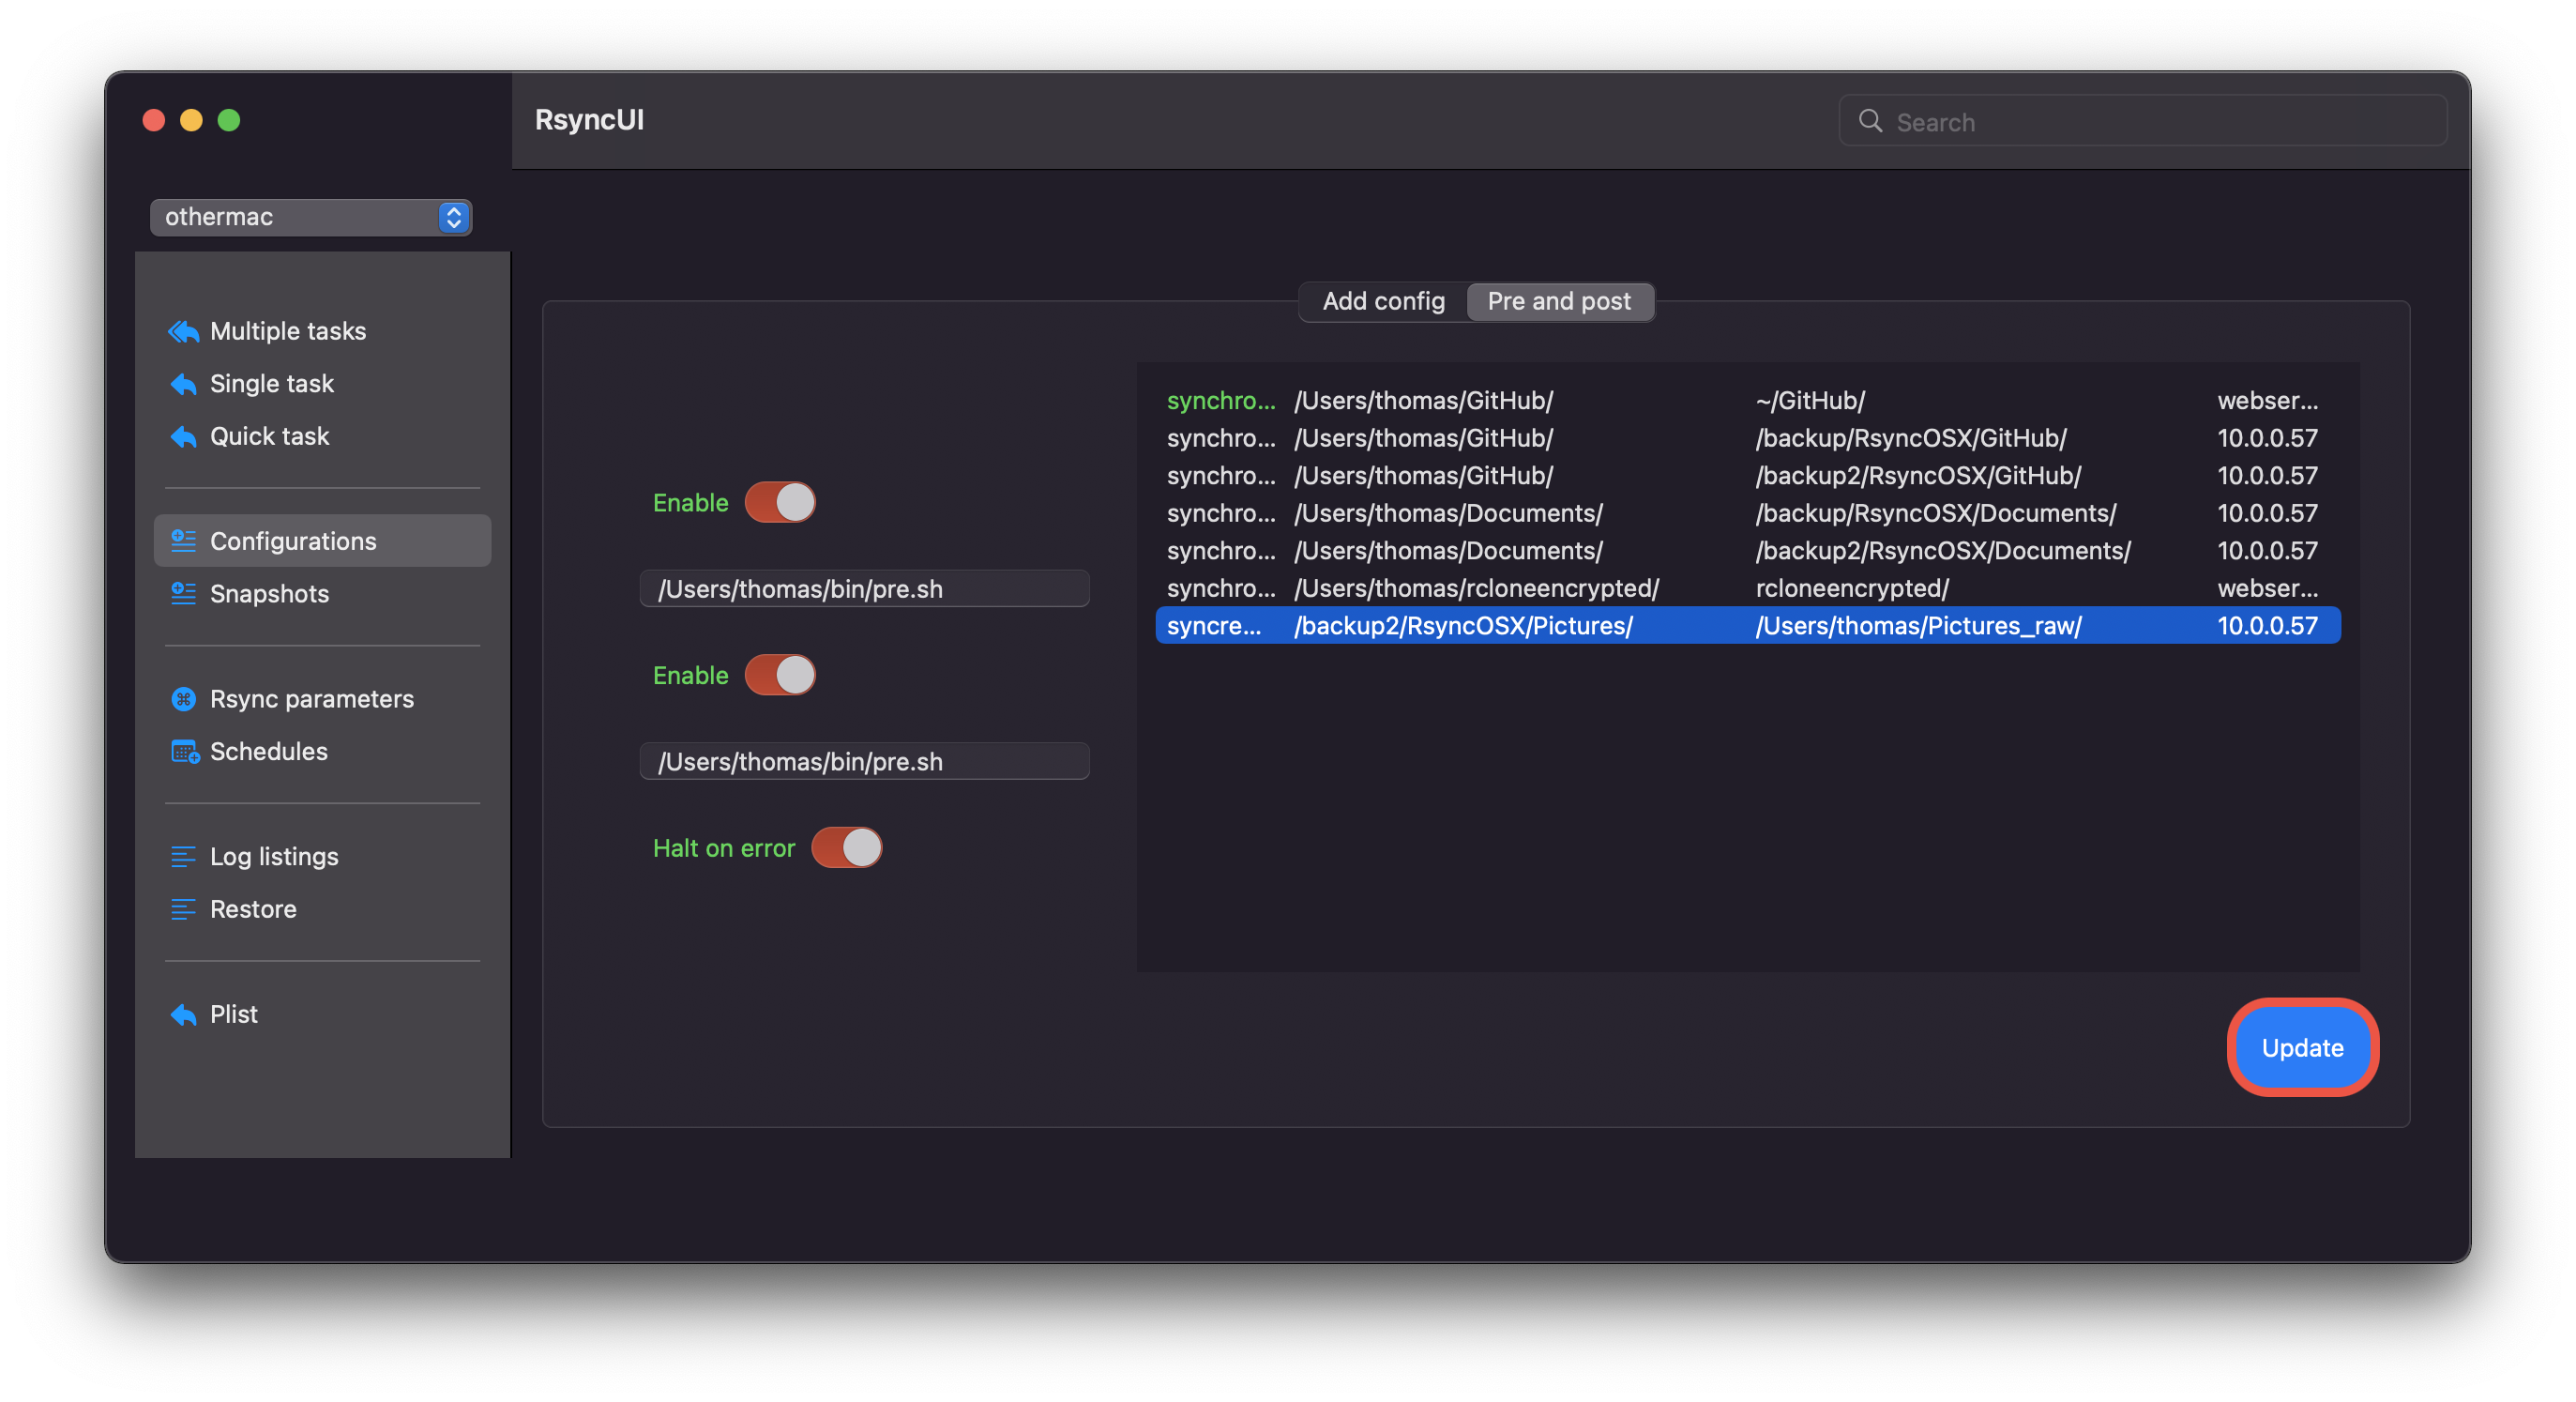 RsyncUI
Search
othermac
Multiple tasks
Single task
Quick task
Configurations
Snapshots
Rsync parameters
Schedules
Log listings
Restore
Plist
Add config
Pre and post
Enable
/Users/thomas/bin/pre.sh
Enable
/Users/thomas/bin/pre.sh
Halt on error
synchro... /Users/thomas/GitHub/ ~/GitHub/ webser...
synchro... /Users/thomas/GitHub/ /backup/RsyncOSX/GitHub/ 10.0.0.57
synchro... /Users/thomas/GitHub/ /backup2/RsyncOSX/GitHub/ 10.0.0.57
synchro... /Users/thomas/Documents/ /backup/RsyncOSX/Documents/ 10.0.0.57
synchro... /Users/thomas/Documents/ /backup2/RsyncOSX/Documents/ 10.0.0.57
synchro... /Users/thomas/rcloneencrypted/ rcloneencrypted/ webser...
syncre... /backup2/RsyncOSX/Pictures/ /Users/thomas/Pictures_raw/ 10.0.0.57
Update